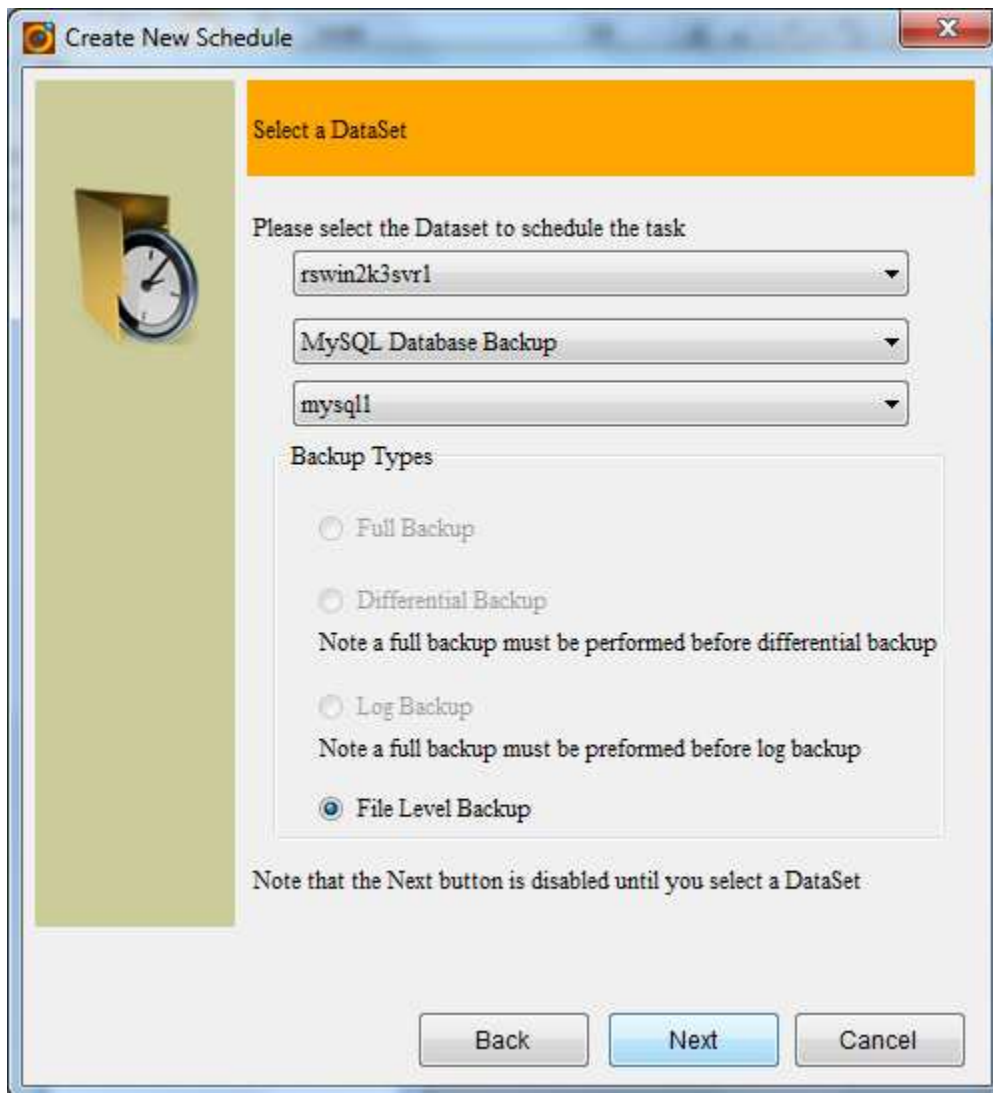 Create New Schedule
Select a DataSet
Please select the Dataset to schedule the task
rswin2k3svr1
MySQL Database Backup
mysql1
Backup Types
Full Backup
Differential Backup
Note a full backup must be performed before differential backup
Log Backup
Note a full backup must be preformed before log backup
File Level Backup
Note that the Next button is disabled until you select a DataSet
Back
Next
Cancel